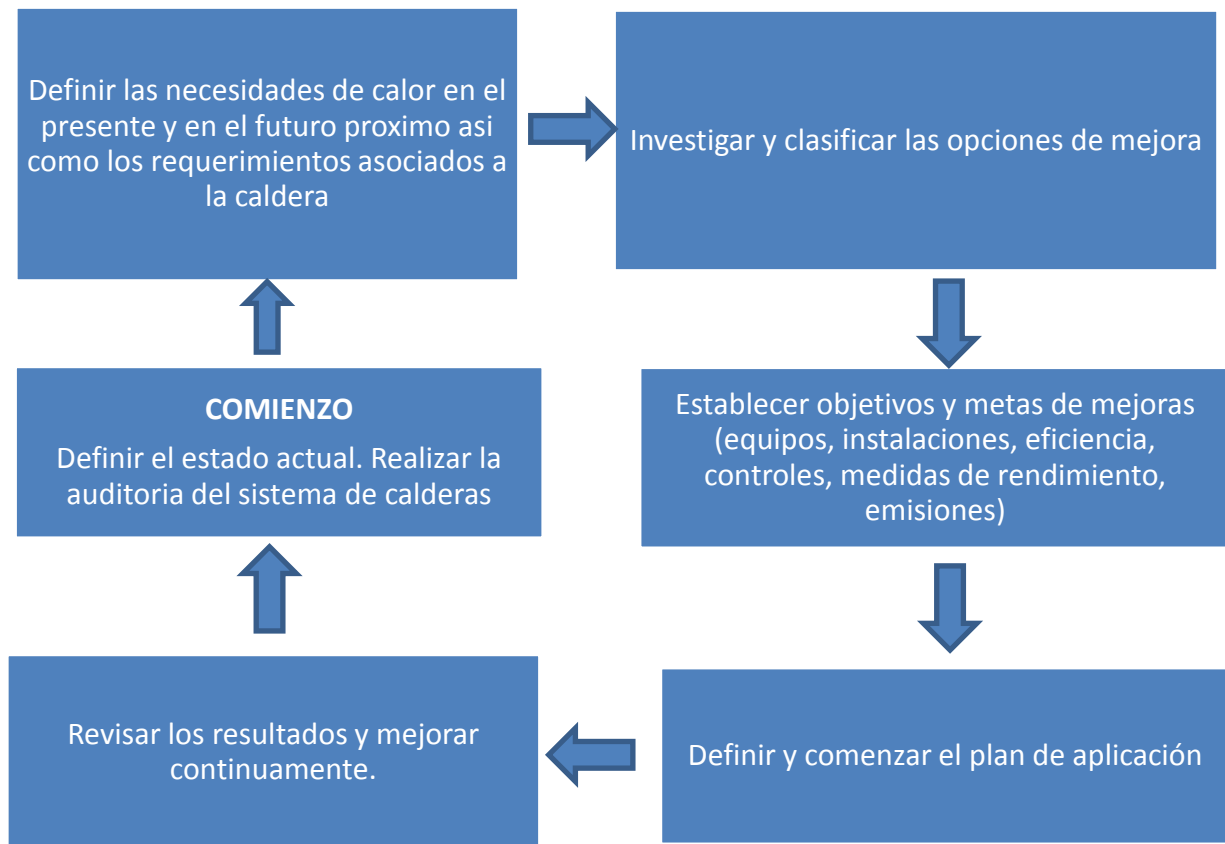 Definir las necesidades de calor en el
presente y en el futuro proximo asi
como los requerimientos asociados a
la caldera
Investigar y clasificar las opciones de mejora
COMIENZO
Definir el estado actual. Realizar la
auditoria del sistema de calderas
Establecer objetivos y metas de mejoras
(equipos, instalaciones, eficiencia,
controles, medidas de rendimiento,
emisiones)
Revisar los resultados y mejorar
continuamente.
Definir y comenzar el plan de aplicación